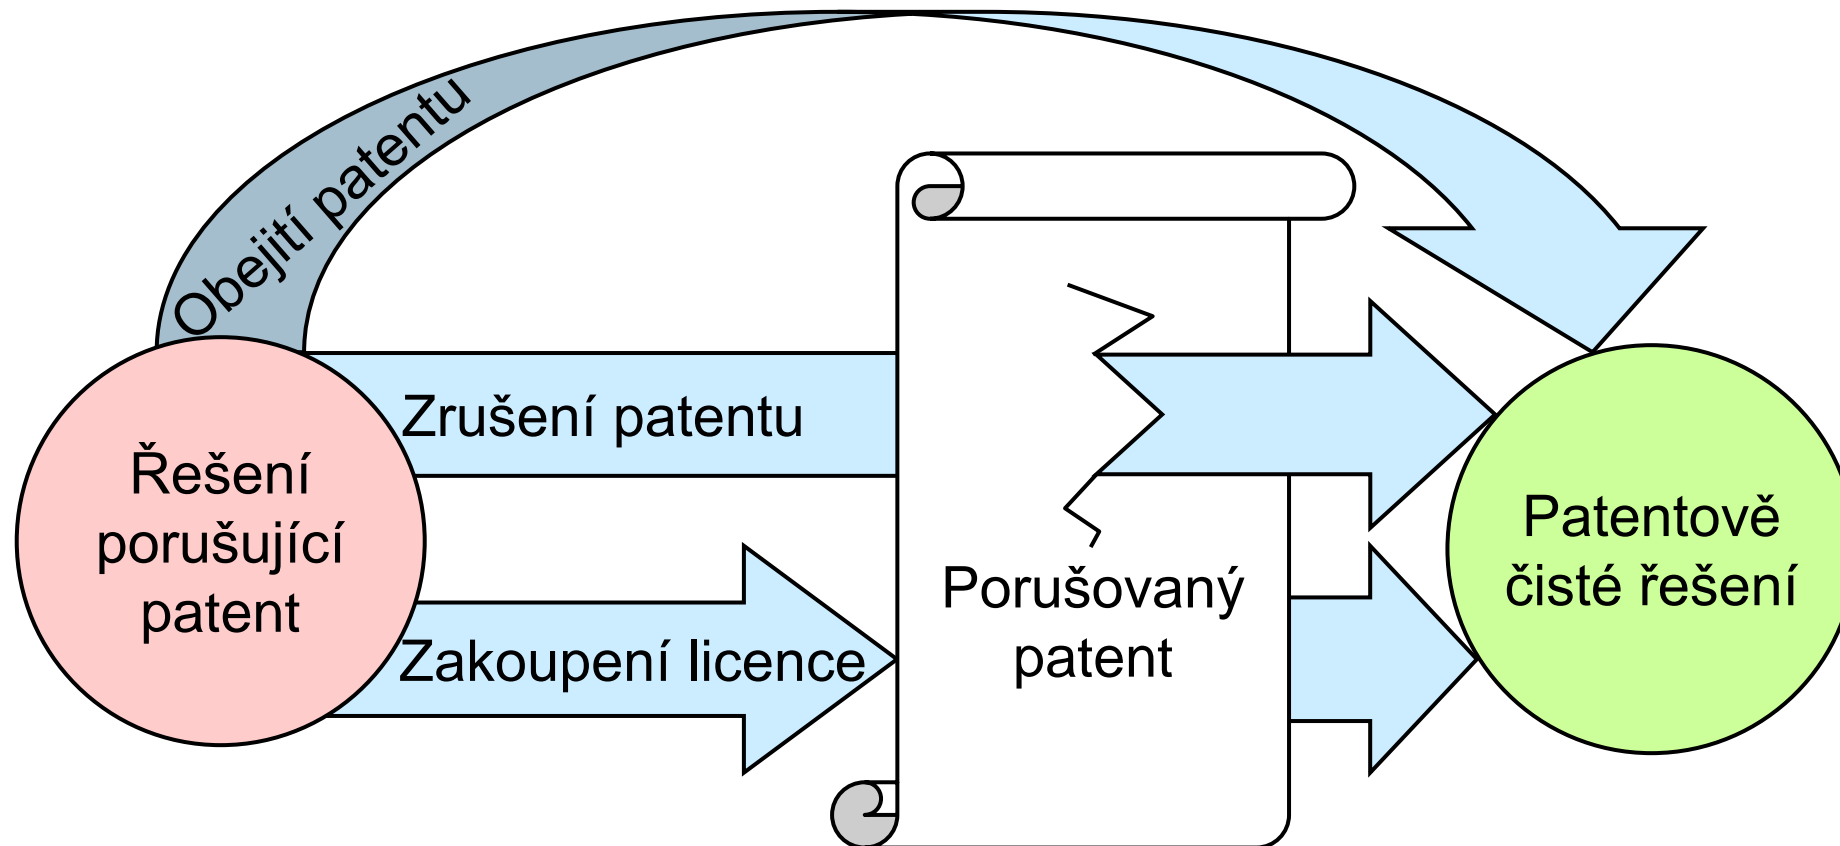 Obejití patentu
Zrušení patentu
Řešení
porušující
patent
Zakoupení licence
Porušovaný
patent
Patentově
čisté řešení